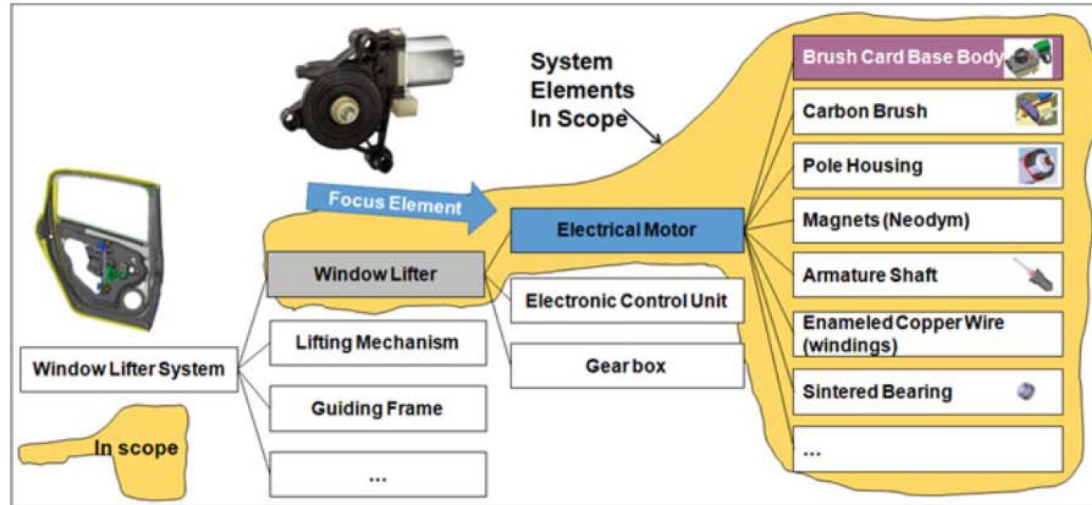 System
Elements
In Scope
Focus Element
Window Lifter System
In scope
Window Lifter
Lifting Mechanism
Guiding Frame
...
Electrical Motor
Electronic Control Unit
Gear box
Brush Card Base Body
Carbon Brush
Pole Housing
Magnets (Neodym)
Armature Shaft
Enameled Copper Wire
(windings)
Sintered Bearing
...